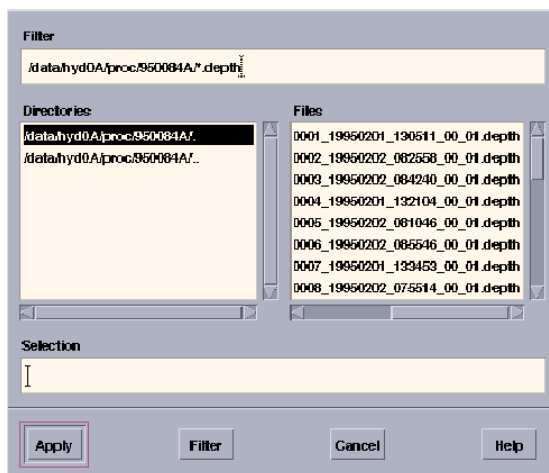 Filter
/data/hyd0A/proc/950084A/*.depth
Directories
/data/hyd0A/proc/950084A/.
/data/hyd0A/proc/950084A/..
Files
0001_19950201_130511_00_01.depth
0002_19950202_082558_00_01.depth
0003_19950202_084240_00_01.depth
0004_19950201_132104_00_01.depth
0005_19950202_081046_00_01.depth
0006_19950202_085546_00_01.depth
0007_19950201_133453_00_01.depth
0008_19950202_075514_00_01.depth
Selection
Apply
Filter
Cancel
Help